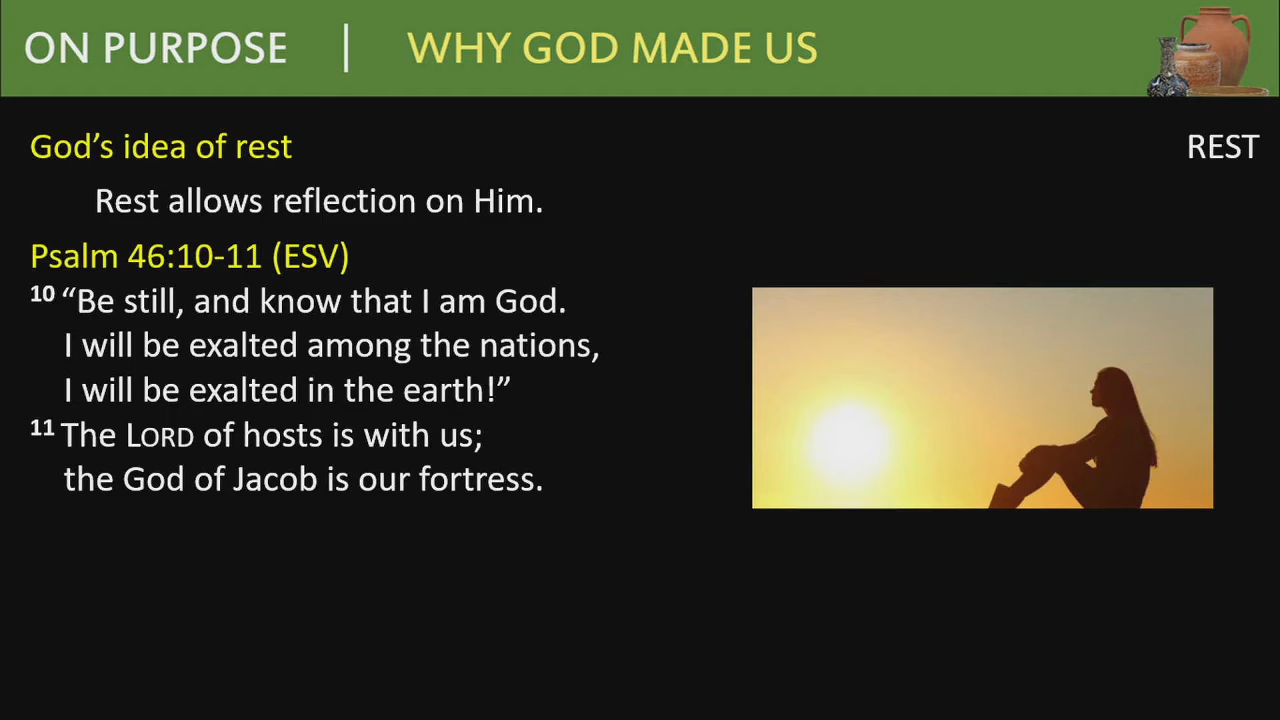 ON PURPOSE | WHY GOD MADE US
God’s idea of rest
REST
Rest allows reflection on Him.
Psalm 46:10-11 (ESV)
10 “Be still, and know that I am God.
I will be exalted among the nations,
I will be exalted in the earth!”
11 The LORD of hosts is with us;
the God of Jacob is our fortress.